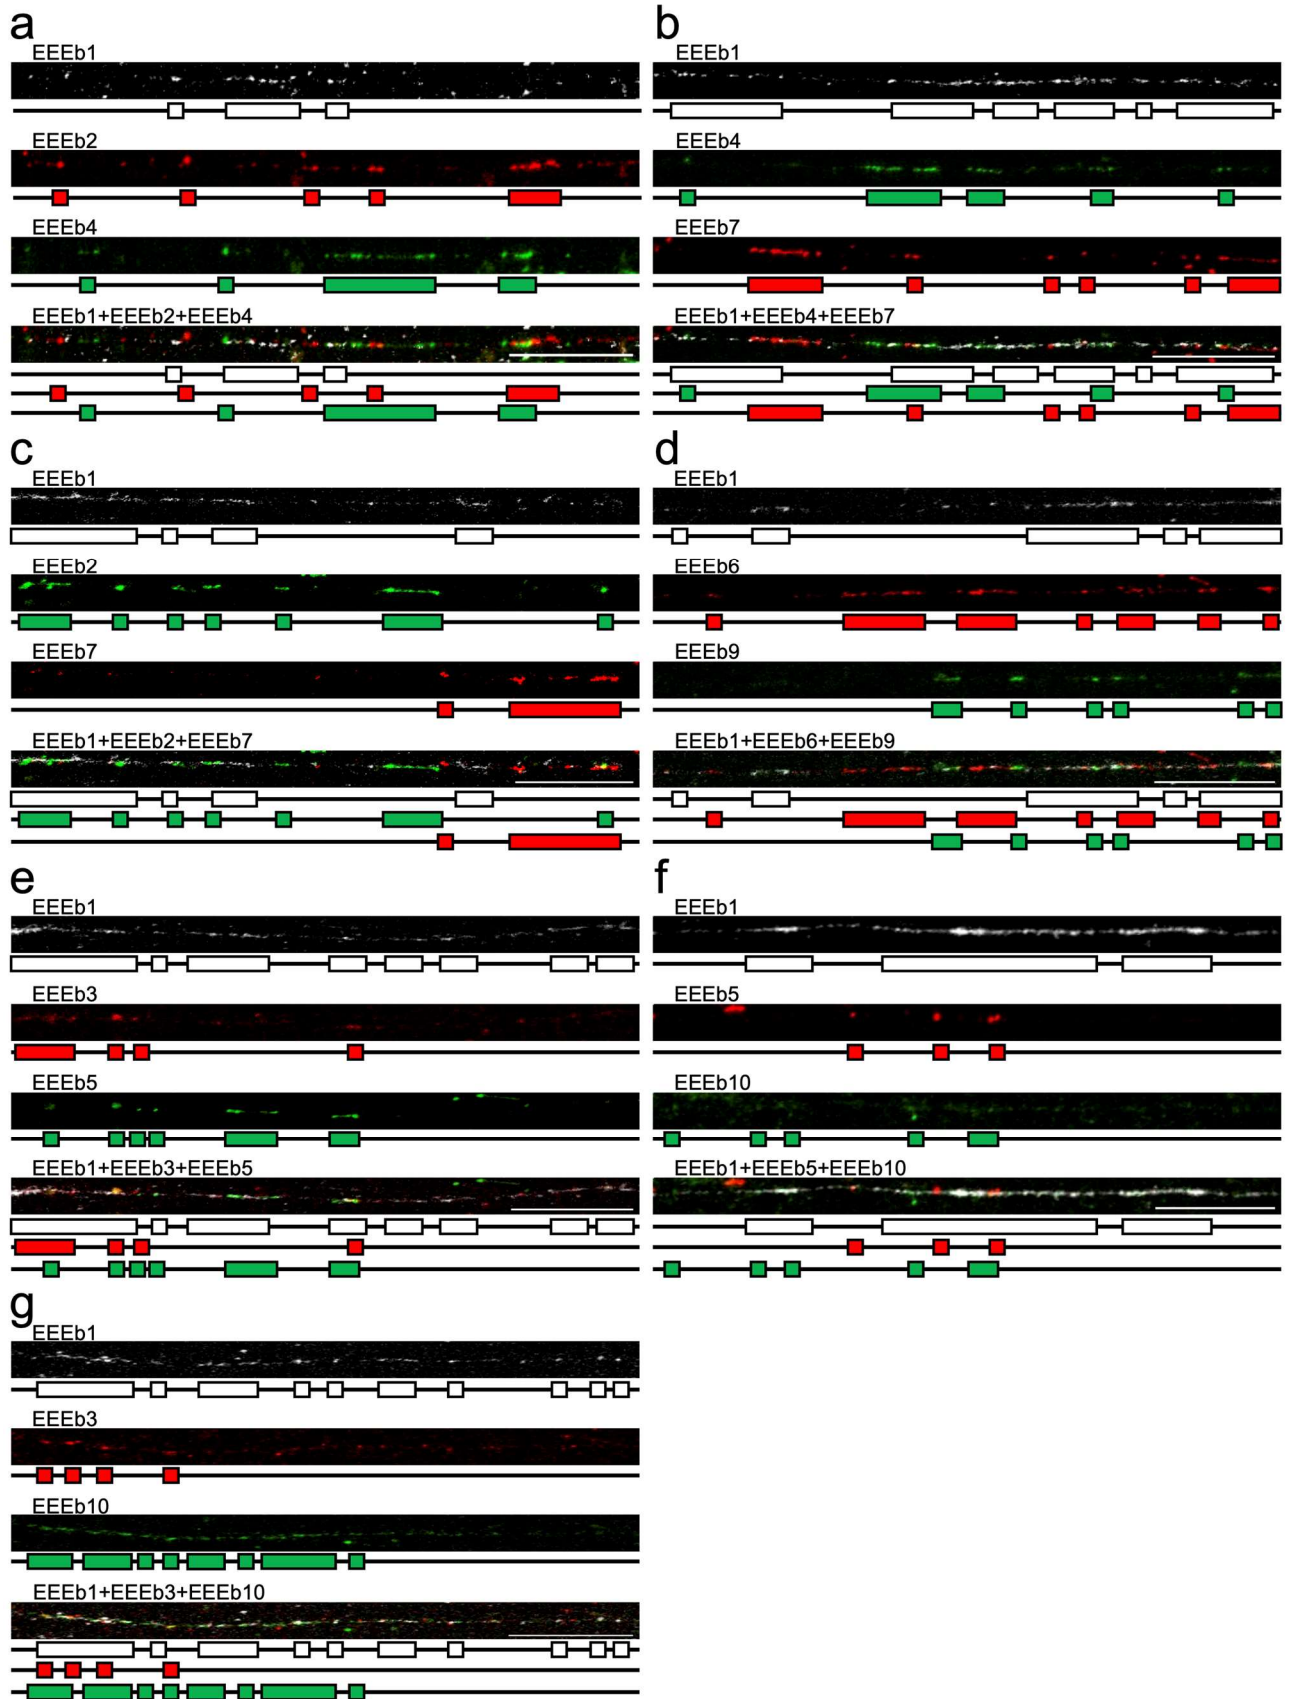 a
EEEb1
EEEb2
EEEb4
EEEb1+EEEb2+EEEb4
b
EEEb1
EEEb4
EEEb7
EEEb1+EEEb4+EEEb7
c
EEEb1
EEEb2
EEEb7
EEEb1+EEEb2+EEEb7
d
EEEb1
EEEb6
EEEb9
EEEb1+EEEb6+EEEb9
e
EEEb1
EEEb3
EEEb5
EEEb1+EEEb3+EEEb5
f
EEEb1
EEEb5
EEEb10
EEEb1+EEEb5+EEEb10
g
EEEb1
EEEb3
EEEb10
EEEb1+EEEb3+EEEb10